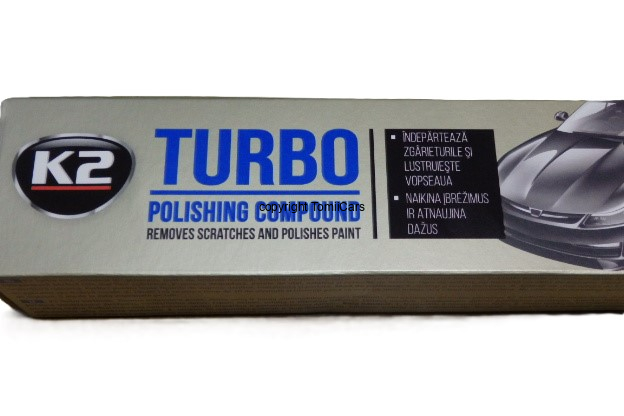 K2
TURBO
POLISHING COMPOUND
copyright TomiiCars
REMOVES SCRATCHES AND POLISHES PAINT
▪ ÎNDEPĂRTEAZĂ
ZGÂRIETURILE ȘI
LUSTRUIEȘTE
VOPSEAUA
▪ NAIKINA ĮBRĖŽIMUS
IR ATNAUJINA
DAŽUS